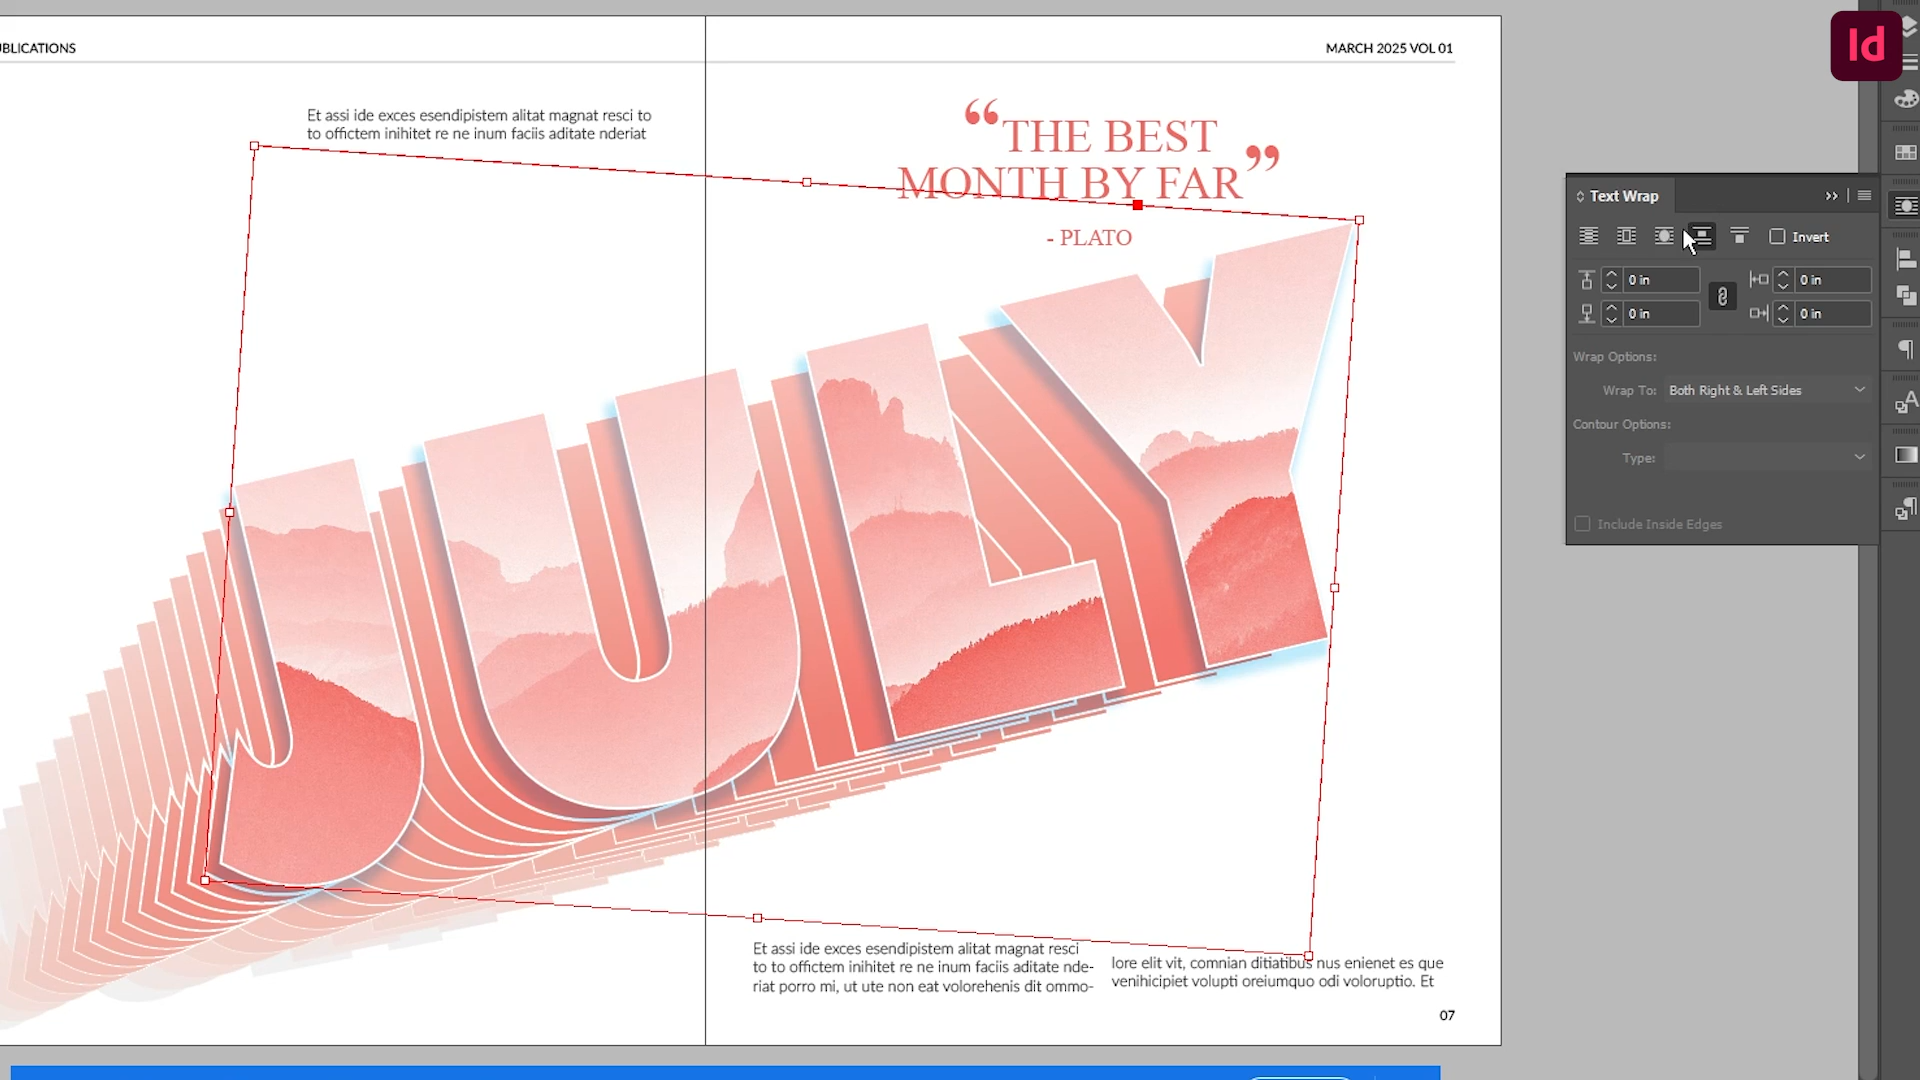 UBLICATIONS
MARCH 2025 VOL 01
Id
Et assi ide exces esendipistem alitat magnat resci to
to offictem inihitet re ne inum faciis aditate nderiat
“THE BEST
MONTH BY FAR”
- PLATO
JULY
Et assi ide exces esendipistem alitat magnat resci
to to offictem inihitet re ne inum faciis aditate nde-
riat porro mi, ut ute non eat volorehenis dit ommo-
lore elit vit, comnian ditiatibus nus enienet es que
venihicipiet volupti oreiumquo odi voloruptio. Et
07
Text Wrap
Invert
0 in
0 in
0 in
0 in
Wrap Options:
Wrap To: Both Right & Left Sides
Contour Options:
Type:
Include Inside Edges